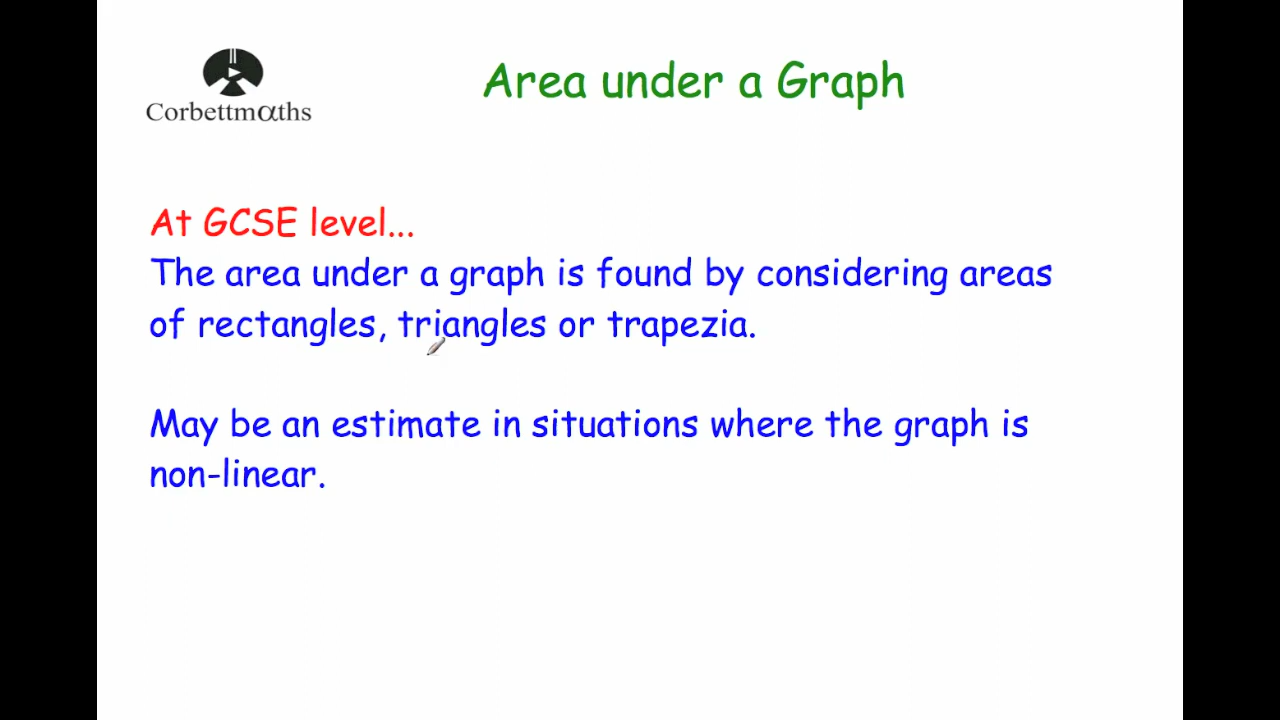 Corbettmαths
Area under a Graph
At GCSE level...
The area under a graph is found by considering areas
of rectangles, triangles or trapezia.
May be an estimate in situations where the graph is
non-linear.